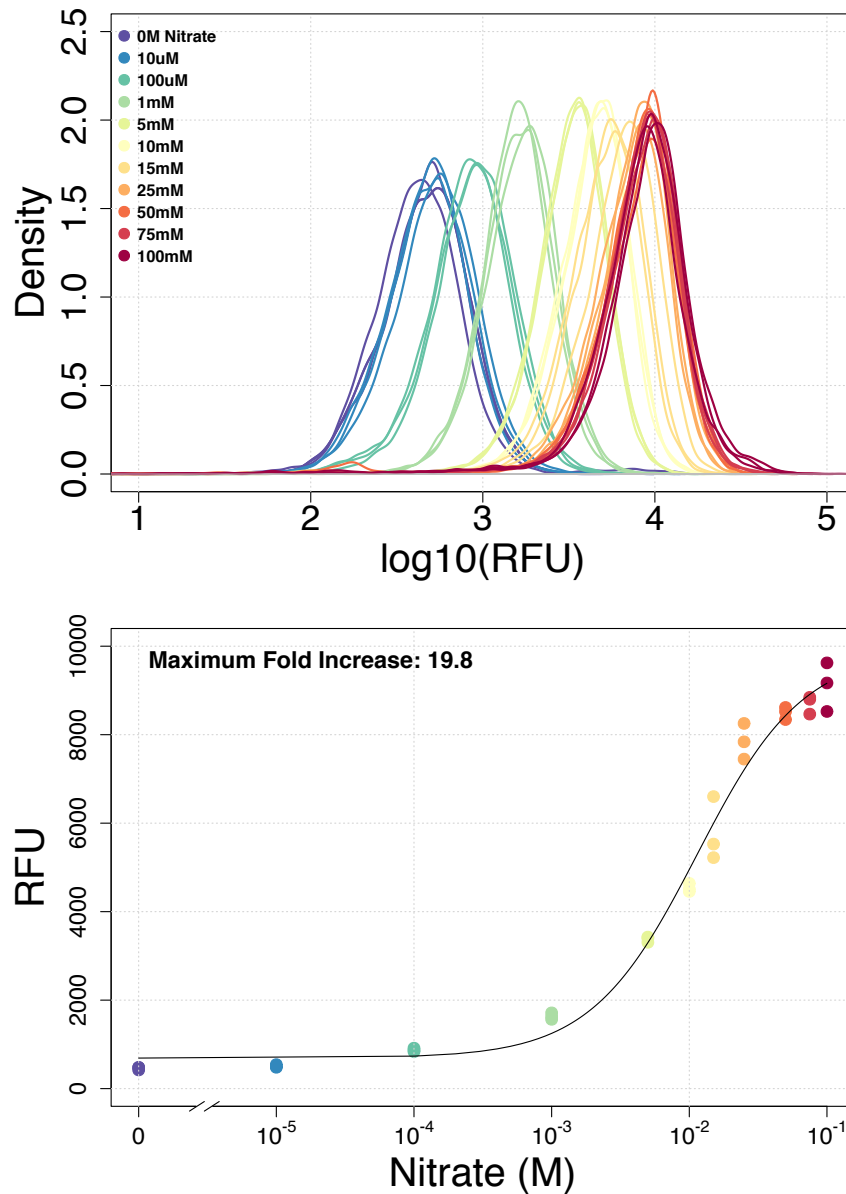 2.5
2.0
1.5
1.0
0.5
0.0
Density
0M Nitrate
10uM
100uM
1mM
5mM
10mM
15mM
25mM
50mM
75mM
100mM
1 2 3 4 5
log10(RFU)
Maximum Fold Increase: 19.8
10000
8000
6000
4000
2000
0
RFU
0 10⁻⁵ 10⁻⁴ 10⁻³ 10⁻² 10⁻¹
Nitrate (M)